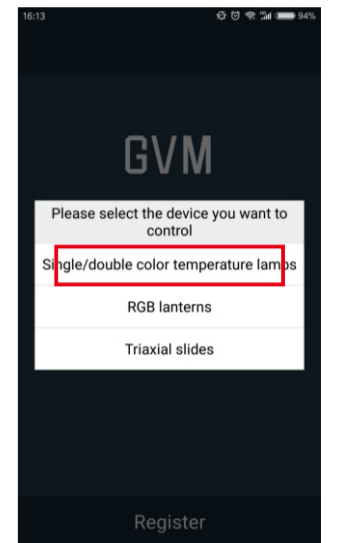 16:13
94%
GVM
Please select the device you want to
control
Single/double color temperature lamps
RGB lanterns
Triaxial slides
Register